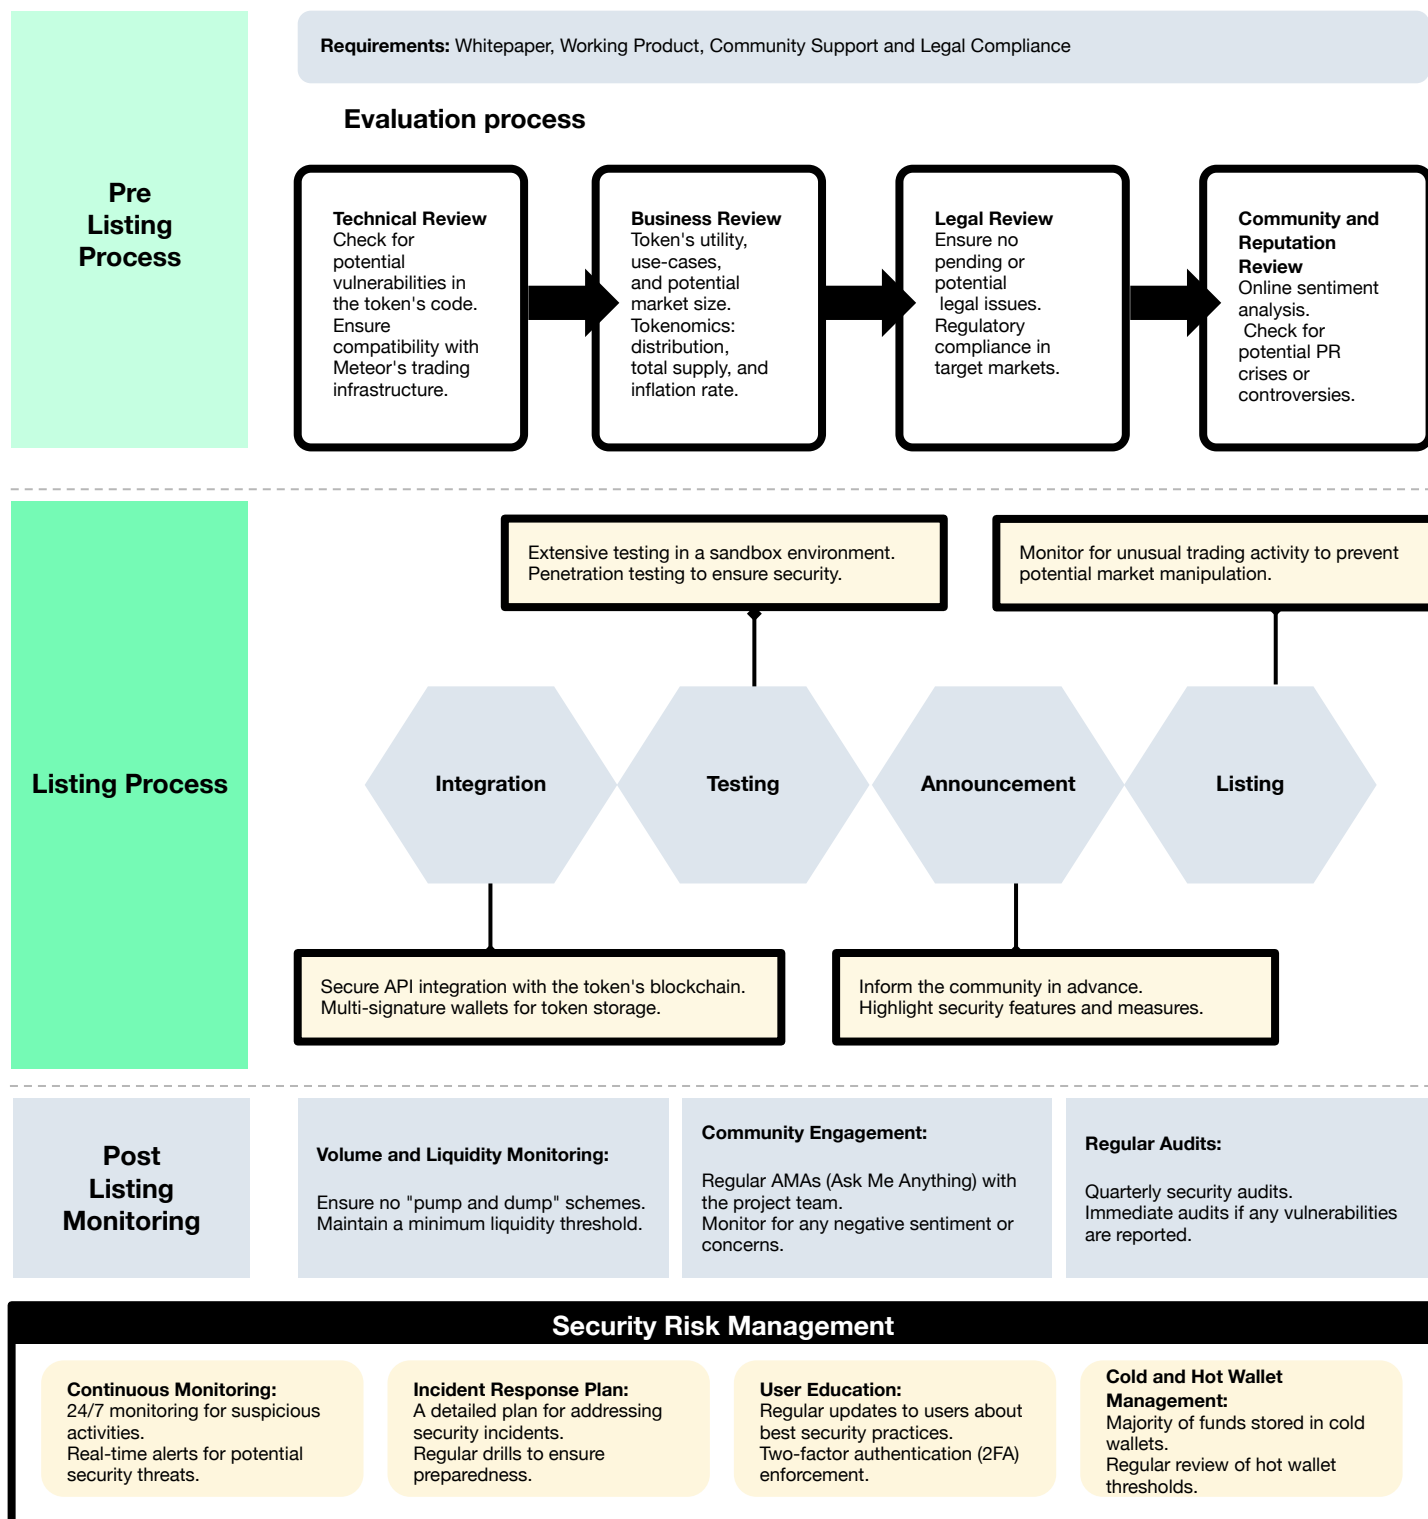 Requirements: Whitepaper, Working Product, Community Support and Legal Compliance
Evaluation process
Pre
Listing
Process
Technical Review
Check for
potential
vulnerabilities in
the token's code.
Ensure
compatibility with
Meteor's trading
infrastructure.
Business Review
Token's utility,
use-cases,
and potential
market size.
Tokenomics:
distribution,
total supply, and
inflation rate.
Legal Review
Ensure no
pending or
potential
legal issues.
Regulatory
compliance in
target markets.
Community and
Reputation
Review
Online sentiment
analysis.
Check for
potential PR
crises or
controversies.
Listing Process
Extensive testing in a sandbox environment.
Penetration testing to ensure security.
Monitor for unusual trading activity to prevent
potential market manipulation.
Integration
Testing
Announcement
Listing
Secure API integration with the token's blockchain.
Multi-signature wallets for token storage.
Inform the community in advance.
Highlight security features and measures.
Post
Listing
Monitoring
Volume and Liquidity Monitoring:
Ensure no "pump and dump" schemes.
Maintain a minimum liquidity threshold.
Community Engagement:
Regular AMAs (Ask Me Anything) with
the project team.
Monitor for any negative sentiment or
concerns.
Regular Audits:
Quarterly security audits.
Immediate audits if any vulnerabilities
are reported.
Security Risk Management
Continuous Monitoring:
24/7 monitoring for suspicious
activities.
Real-time alerts for potential
security threats.
Incident Response Plan:
A detailed plan for addressing
security incidents.
Regular drills to ensure
preparedness.
User Education:
Regular updates to users about
best security practices.
Two-factor authentication (2FA)
enforcement.
Cold and Hot Wallet
Management:
Majority of funds stored in cold
wallets.
Regular review of hot wallet
thresholds.